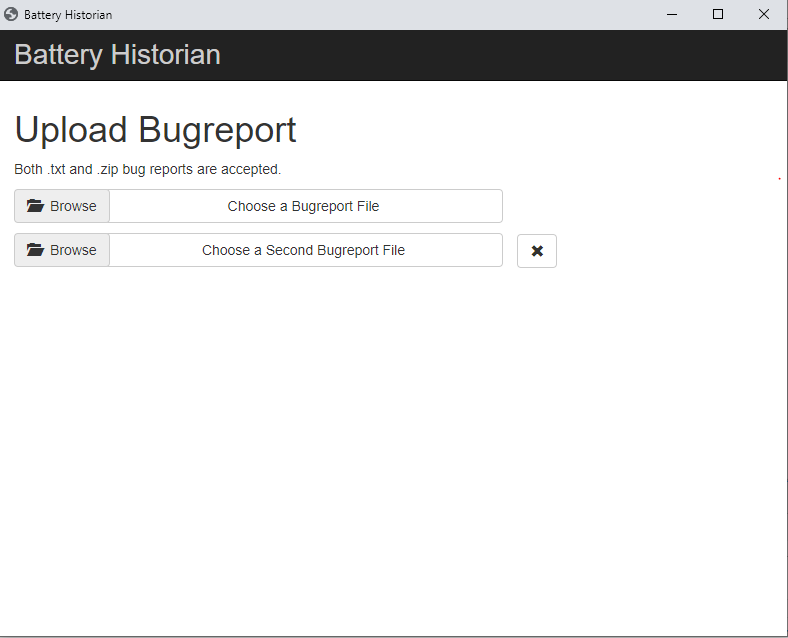 Battery Historian
Battery Historian
Upload Bugreport
Both .txt and .zip bug reports are accepted.
Browse Choose a Bugreport File
Browse Choose a Second Bugreport File